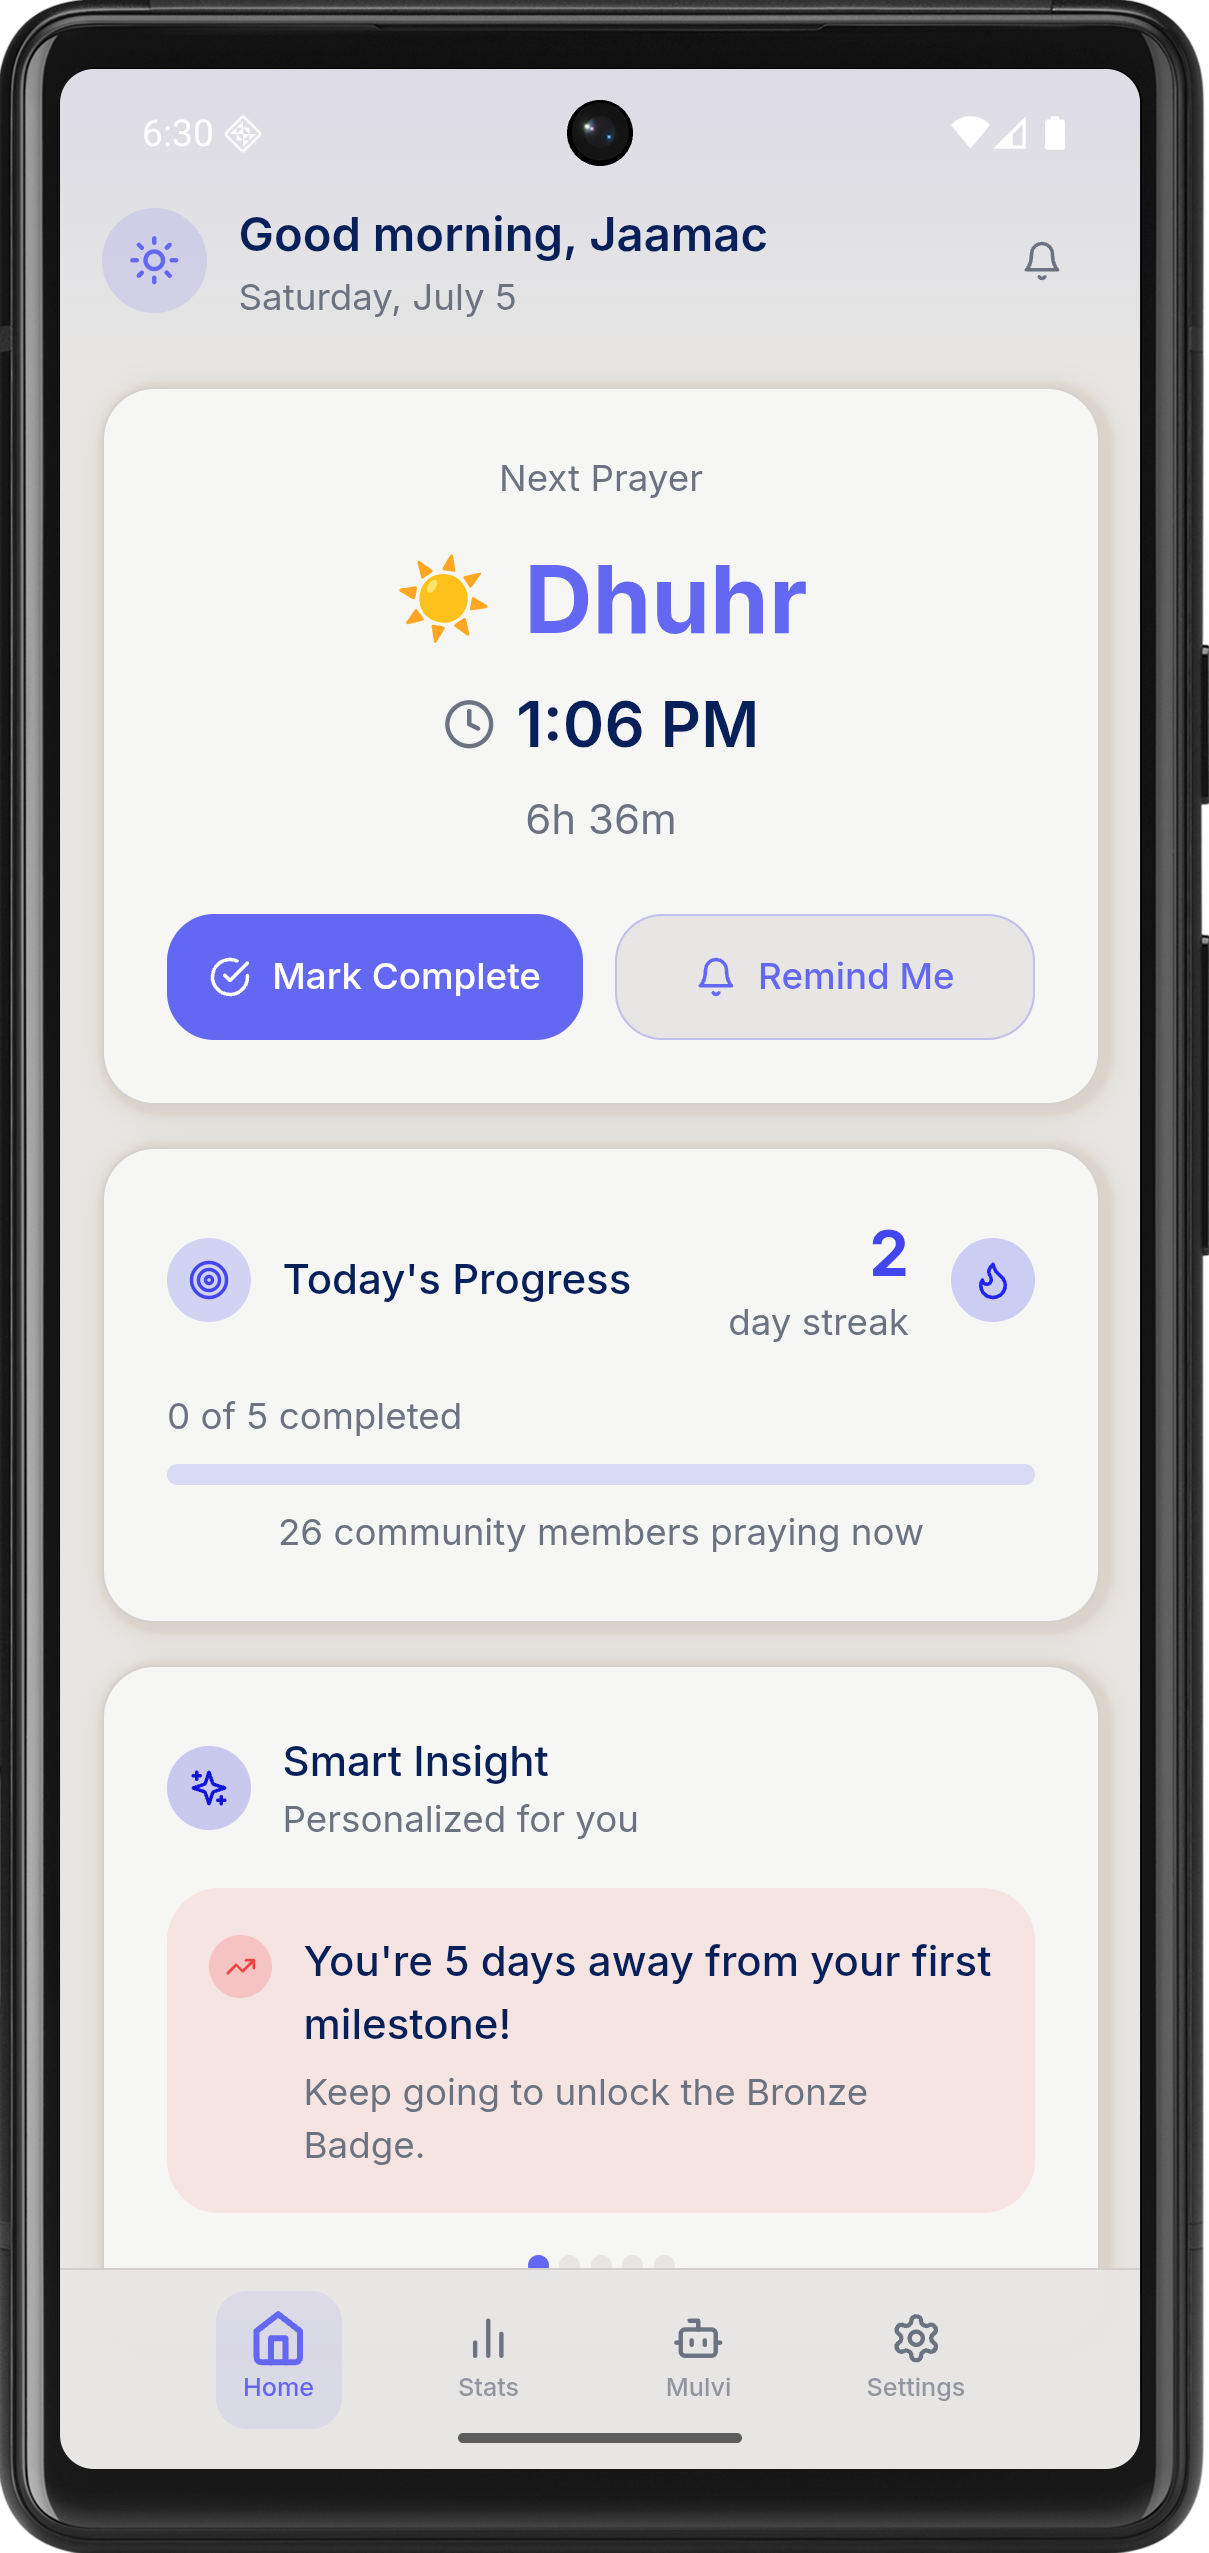 6:30
Good morning, Jaamac
Saturday, July 5
Next Prayer
Dhuhr
1:06 PM
6h 36m
Mark Complete
Remind Me
Today's Progress
2
day streak
0 of 5 completed
26 community members praying now
Smart Insight
Personalized for you
You're 5 days away from your first
milestone!
Keep going to unlock the Bronze
Badge.
Home
Stats
Mulvi
Settings